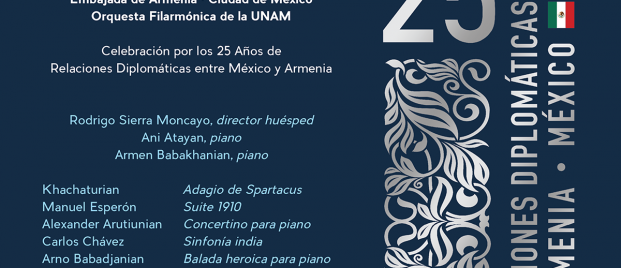 Embajada de Armenia - Ciudad de México
Orquesta Filarmónica de la UNAM
Celebración por los 25 Años de
Relaciones Diplomáticas entre México y Armenia
Rodrigo Sierra Moncayo, director huésped
Ani Atayan, piano
Armen Babakhanian, piano
Khachaturian Adagio de Spartacus
Manuel Esperón Suite 1910
Alexander Arutiunian Concertino para piano
Carlos Chávez Sinfonía india
Arno Babadjanian Balada heroica para piano
25
IONES DIPLOMÁTICAS
MENIA • MÉXICO